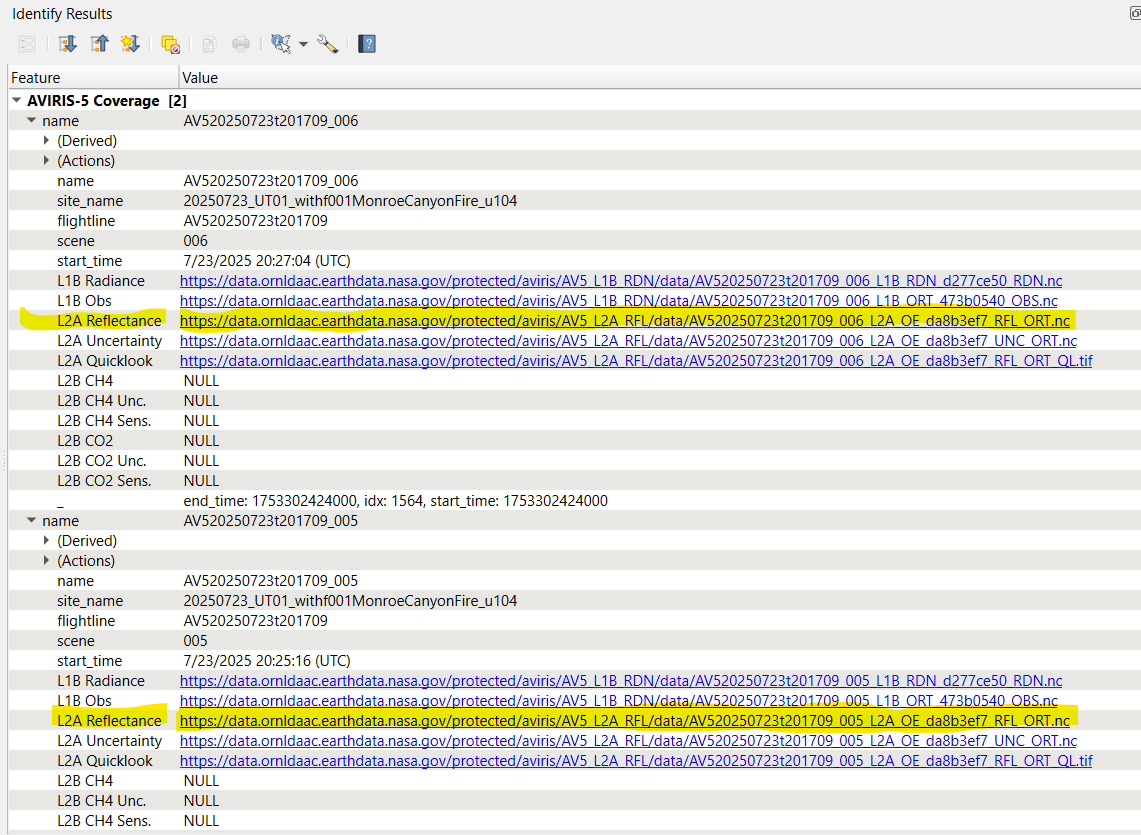 Identify Results
Feature Value
AVIRIS-5 Coverage [2]
name AV520250723t201709_006
(Derived)
(Actions)
name AV520250723t201709_006
site_name 20250723_UT01_withf001MonroeCanyonFire_u104
flightline AV520250723t201709
scene 006
start_time 7/23/2025 20:27:04 (UTC)
L1B Radiance https://data.ornldaac.earthdata.nasa.gov/protected/aviris/AV5_L1B_RDN/data/AV520250723t201709_006_L1B_RDN_d277ce50_RDN.nc
L1B Obs https://data.ornldaac.earthdata.nasa.gov/protected/aviris/AV5_L1B_RDN/data/AV520250723t201709_006_L1B_ORT_473b0540_OBS.nc
L2A Reflectance https://data.ornldaac.earthdata.nasa.gov/protected/aviris/AV5_L2A_RFL/data/AV520250723t201709_006_L2A_OE_da8b3ef7_RFL_ORT.nc
L2A Uncertainty https://data.ornldaac.earthdata.nasa.gov/protected/aviris/AV5_L2A_RFL/data/AV520250723t201709_006_L2A_OE_da8b3ef7_UNC_ORT.nc
L2A Quicklook https://data.ornldaac.earthdata.nasa.gov/protected/aviris/AV5_L2A_RFL/data/AV520250723t201709_006_L2A_OE_da8b3ef7_RFL_ORT_QL.tif
L2B CH4 NULL
L2B CH4 Unc. NULL
L2B CH4 Sens. NULL
L2B CO2 NULL
L2B CO2 Unc. NULL
L2B CO2 Sens. NULL
_ end_time: 1753302424000, idx: 1564, start_time: 1753302424000
name AV520250723t201709_005
(Derived)
(Actions)
name AV520250723t201709_005
site_name 20250723_UT01_withf001MonroeCanyonFire_u104
flightline AV520250723t201709
scene 005
start_time 7/23/2025 20:25:16 (UTC)
L1B Radiance https://data.ornldaac.earthdata.nasa.gov/protected/aviris/AV5_L1B_RDN/data/AV520250723t201709_005_L1B_RDN_d277ce50_RDN.nc
L1B Obs https://data.ornldaac.earthdata.nasa.gov/protected/aviris/AV5_L1B_RDN/data/AV520250723t201709_005_L1B_ORT_473b0540_OBS.nc
L2A Reflectance https://data.ornldaac.earthdata.nasa.gov/protected/aviris/AV5_L2A_RFL/data/AV520250723t201709_005_L2A_OE_da8b3ef7_RFL_ORT.nc
L2A Uncertainty https://data.ornldaac.earthdata.nasa.gov/protected/aviris/AV5_L2A_RFL/data/AV520250723t201709_005_L2A_OE_da8b3ef7_UNC_ORT.nc
L2A Quicklook https://data.ornldaac.earthdata.nasa.gov/protected/aviris/AV5_L2A_RFL/data/AV520250723t201709_005_L2A_OE_da8b3ef7_RFL_ORT_QL.tif
L2B CH4 NULL
L2B CH4 Unc. NULL
L2B CH4 Sens. NULL